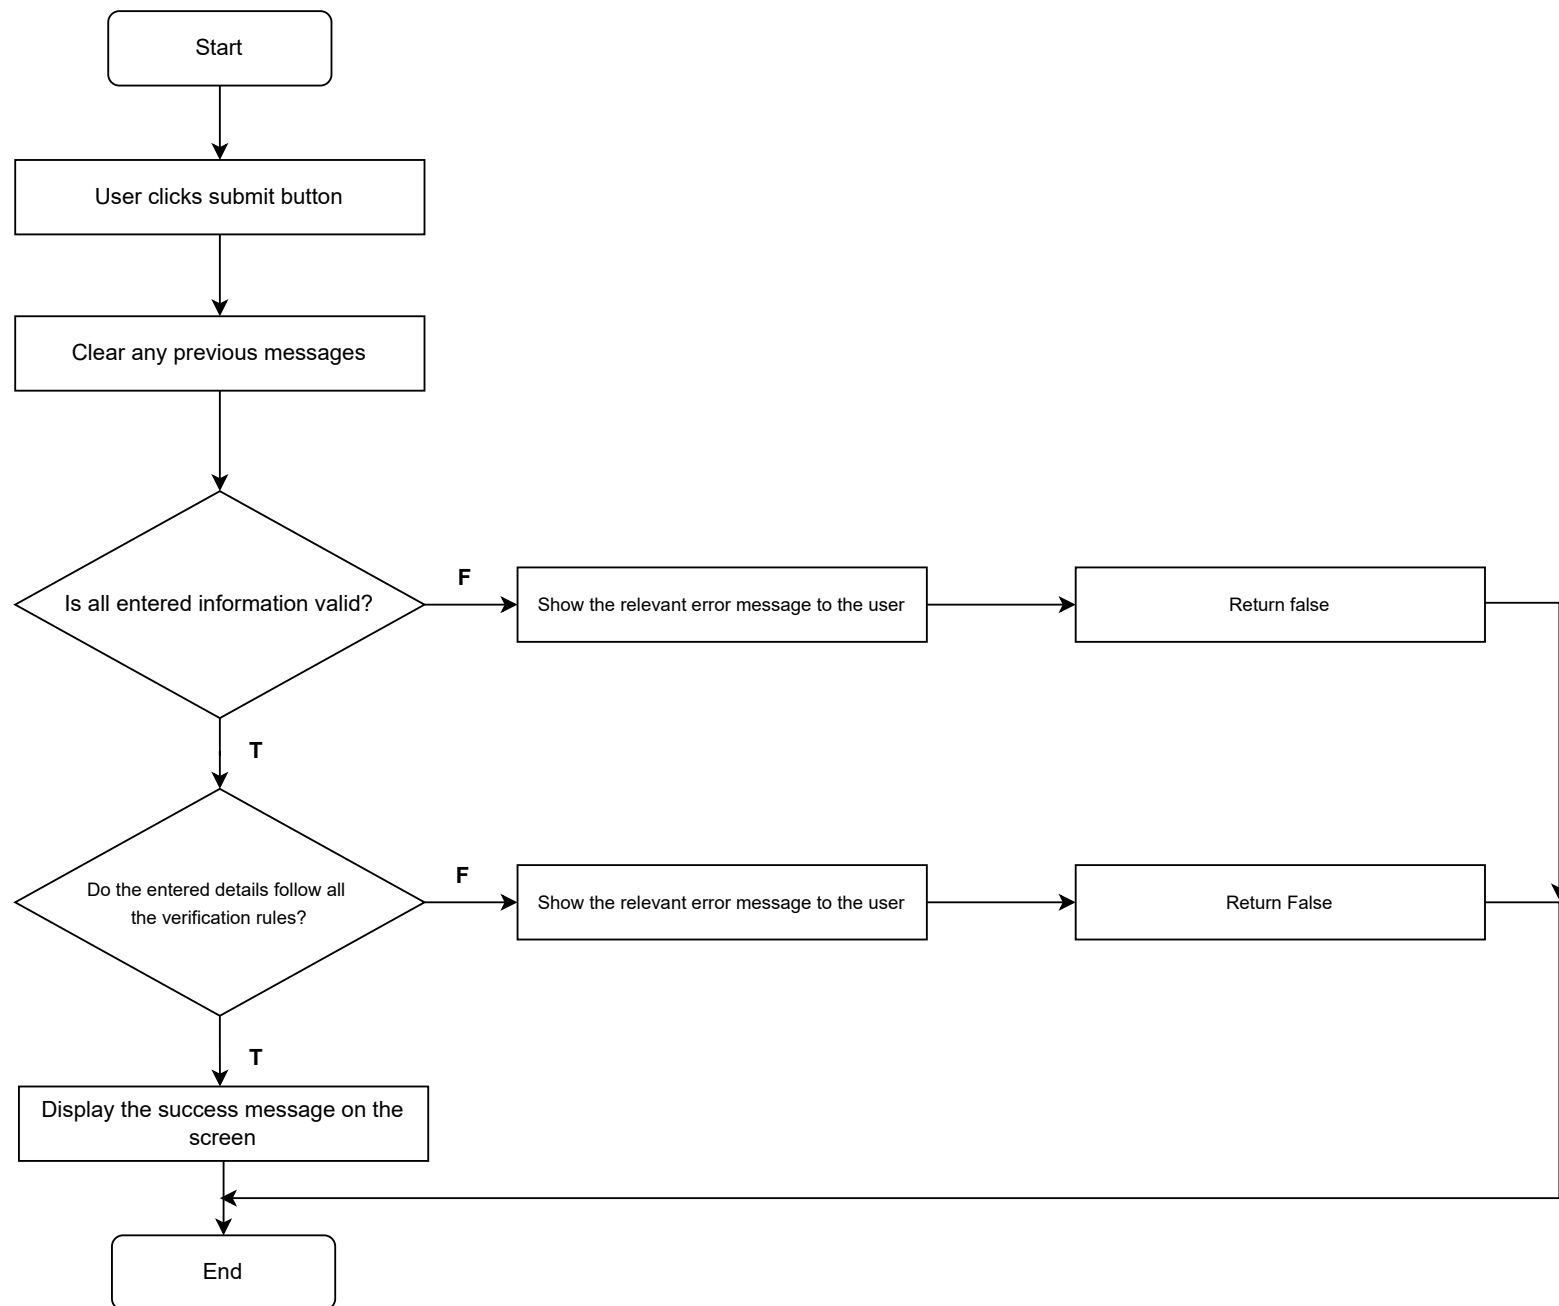 Start
User clicks submit button
Clear any previous messages
Is all entered information valid?
F
Show the relevant error message to the user
Return false
T
Do the entered details follow all
the verification rules?
F
Show the relevant error message to the user
Return False
T
Display the success message on the
screen
End